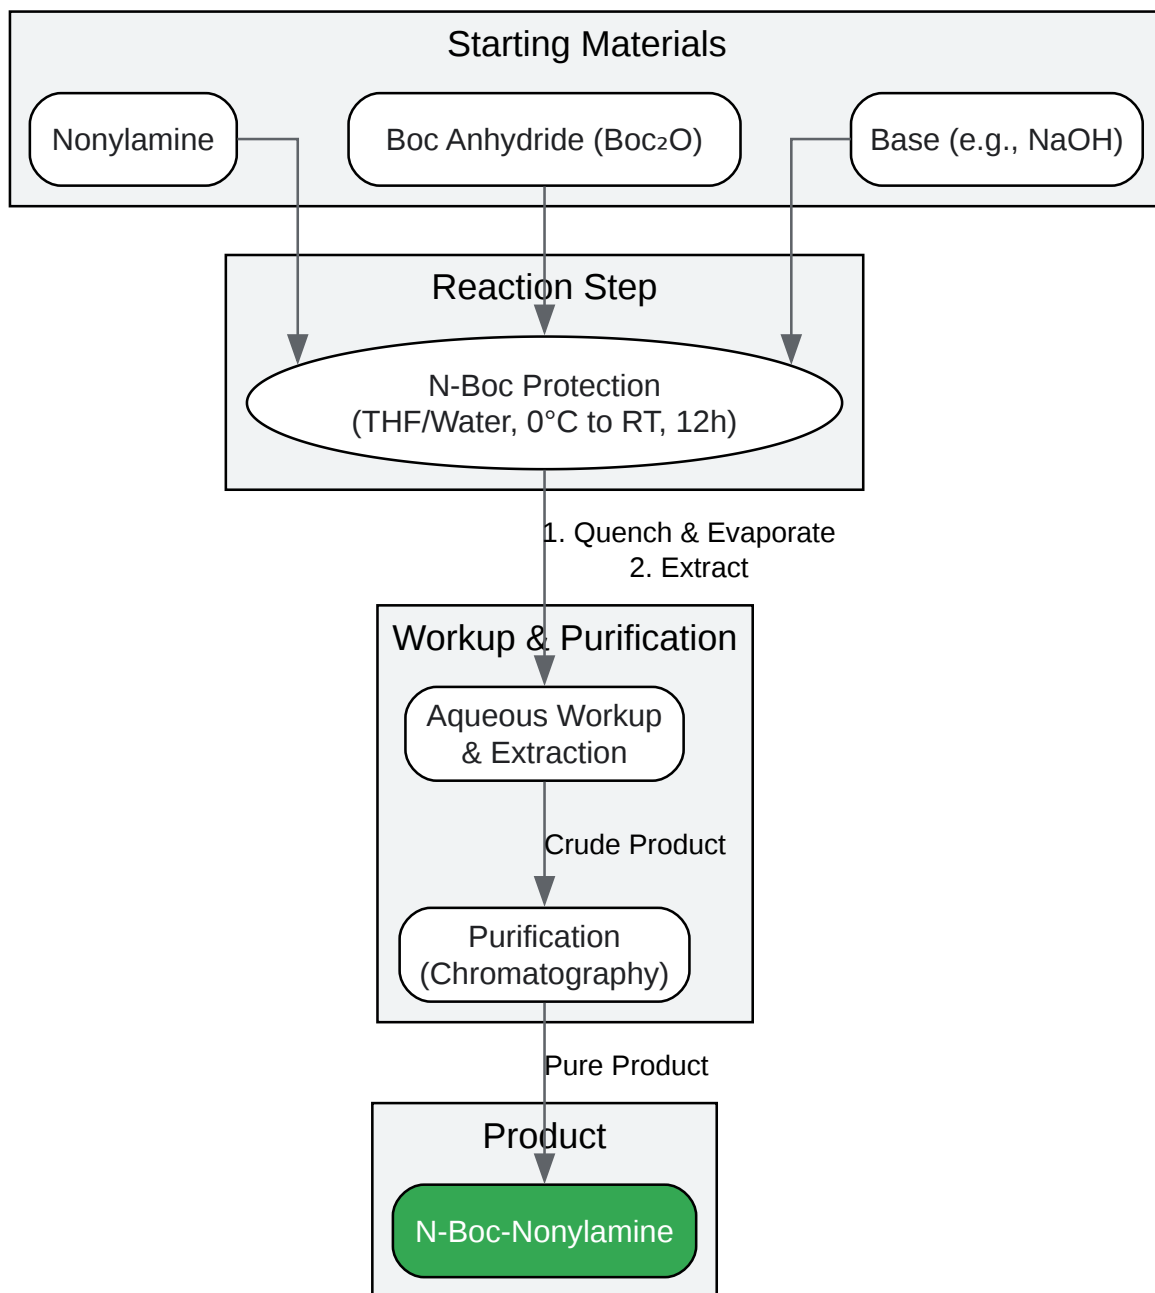 Starting Materials
Nonylamine
Boc Anhydride (Boc₂O)
Base (e.g., NaOH)
Reaction Step
N-Boc Protection
(THF/Water, 0°C to RT, 12h)
1. Quench & Evaporate
2. Extract
Workup & Purification
Aqueous Workup
& Extraction
Crude Product
Purification
(Chromatography)
Pure Product
Product
N-Boc-Nonylamine